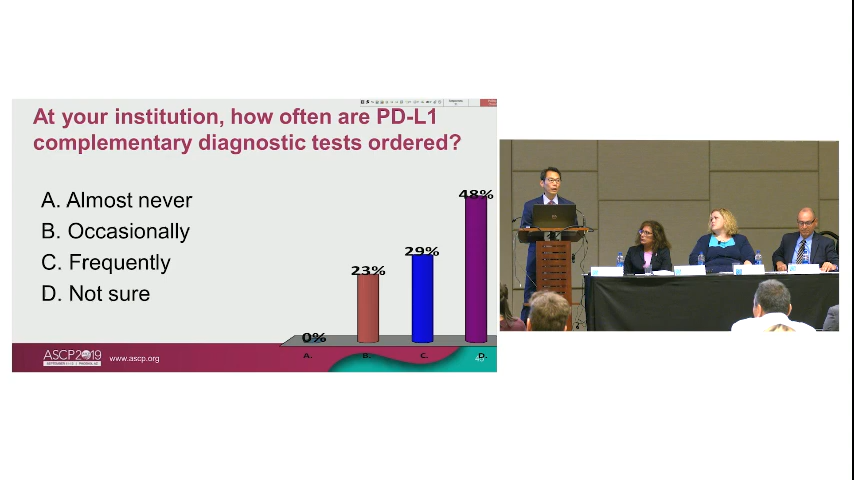 At your institution, how often are PD-L1
complementary diagnostic tests ordered?
A. Almost never
B. Occasionally
C. Frequently
D. Not sure
0%
23%
29%
48%
A.
B.
C.
D.
ASCP2019
www.ascp.org